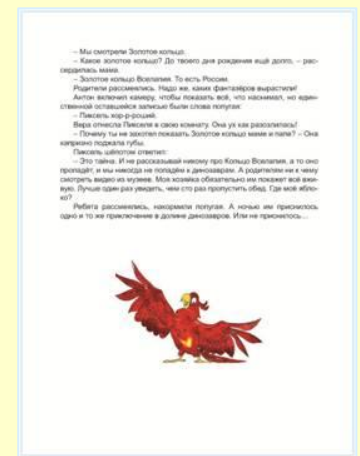 – Мы смотрели Золотое кольцо.
– Какое золотое кольцо? До твоего дня рождения ещё долго, – рас-
сердилась мама.
– Золотое кольцо Вселапия. То есть России.
Родители рассмеялись. Надо же, каких фантазёров вырастили!
Антон включил камеру, чтобы показать всё, что наснимал, но един-
ственной оставшейся записью были слова попугая:
– Пиксель хор-р-роший.
Вера отнесла Пикселя в свою комнату. Она ух как разозлилась!
– Почему ты не захотел показать Золотое кольцо маме и папе? – Она
капризно поджала губы.
Пиксель шёпотом ответил:
– Это тайна. И не рассказывай никому про Кольцо Вселапия, а то оно
пропадёт, и мы никогда не попадём к динозаврам. А родителям ни к чему
смотреть видео из музеев. Моя хозяйка обязательно им покажет всё вжи-
вую. Лучше один раз увидеть, чем сто раз пропустить обед. Где моё ябло-
ко?
Ребята рассмеялись, накормили попугая. А ночью им приснилось
одно и то же приключение в долине динозавров. Или не приснилось...